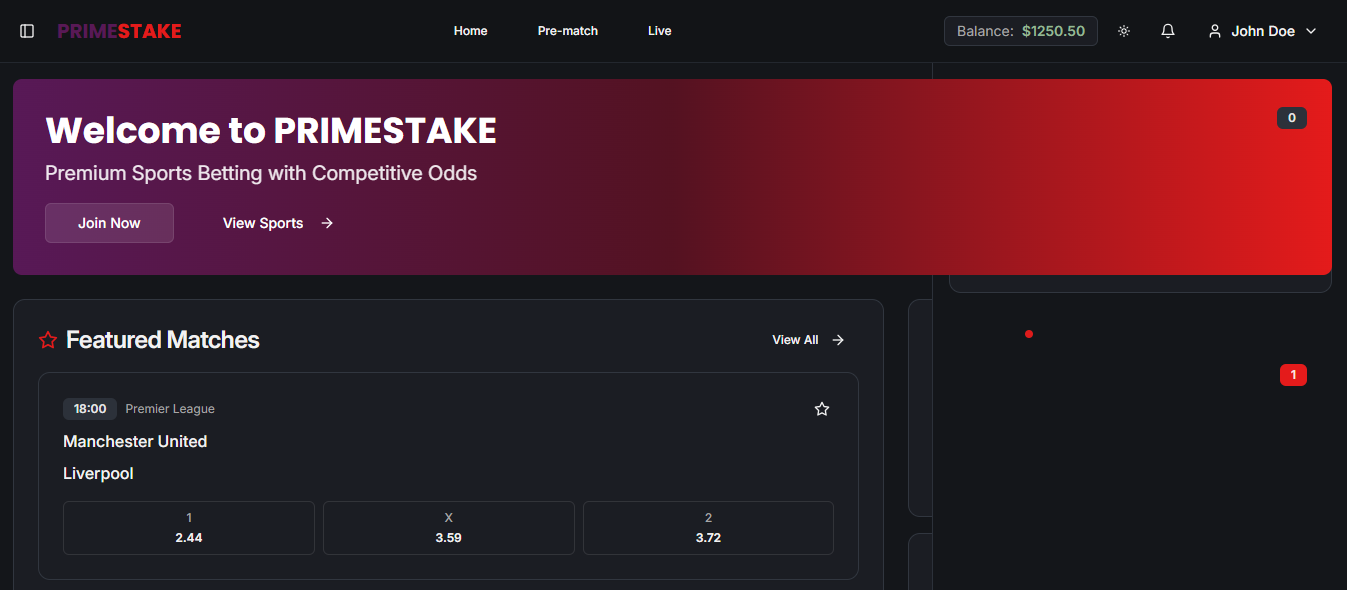 PRIMESTAKE
Home
Pre-match
Live
Balance: $1250.50
John Doe
Welcome to PRIMESTAKE
0
Premium Sports Betting with Competitive Odds
Join Now
View Sports
Featured Matches
View All
1
18:00 Premier League
Manchester United
Liverpool
1
2.44
X
3.59
2
3.72